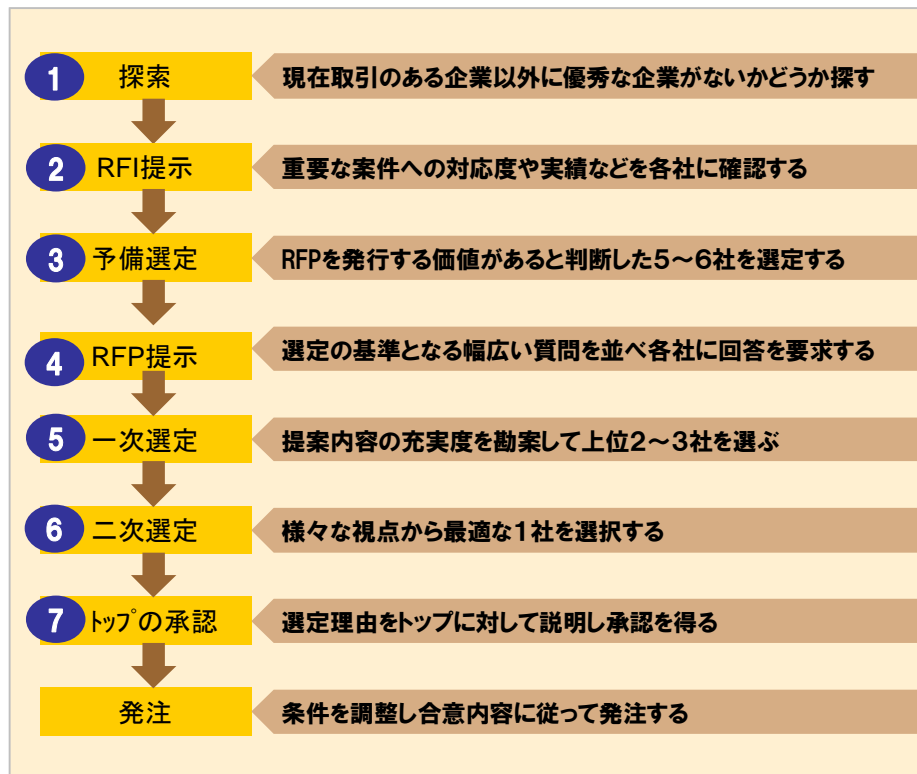 1 探索 現在取引のある企業以外に優秀な企業がないかどうか探す
2 RFI提示 重要な案件への対応度や実績などを各社に確認する
3 予備選定 RFPを発行する価値があると判断した5～6社を選定する
4 RFP提示 選定の基準となる幅広い質問を並べ各社に回答を要求する
5 一次選定 提案内容の充実度を勘案して上位2～3社を選ぶ
6 二次選定 様々な視点から最適な1社を選択する
7 ﾄｯﾌﾟの承認 選定理由をトップに対して説明し承認を得る
発注 条件を調整し合意内容に従って発注する